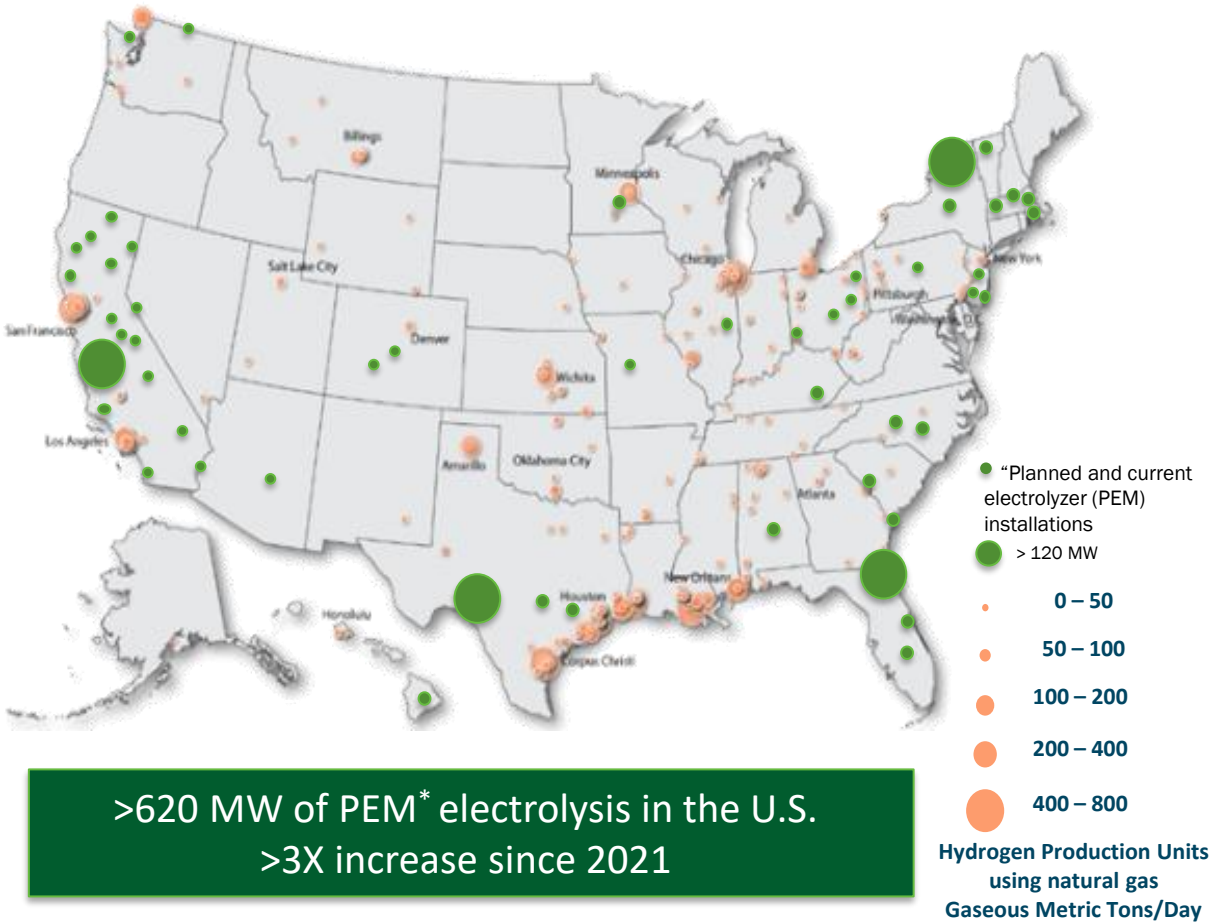 Billings
Minneapolis
Salt Lake City
Chicago
New York
Pittsburgh
Washington, D.C.
San Francisco
Denver
Wichita
Los Angeles
Amarillo
Oklahoma City
Atlanta
New Orleans
Houston
Honolulu
Corpus Christi
“Planned and current
electrolyzer (PEM)
installations
> 120 MW
0 – 50
50 – 100
100 – 200
200 – 400
400 – 800
Hydrogen Production Units
using natural gas
Gaseous Metric Tons/Day
>620 MW of PEM* electrolysis in the U.S.
>3X increase since 2021